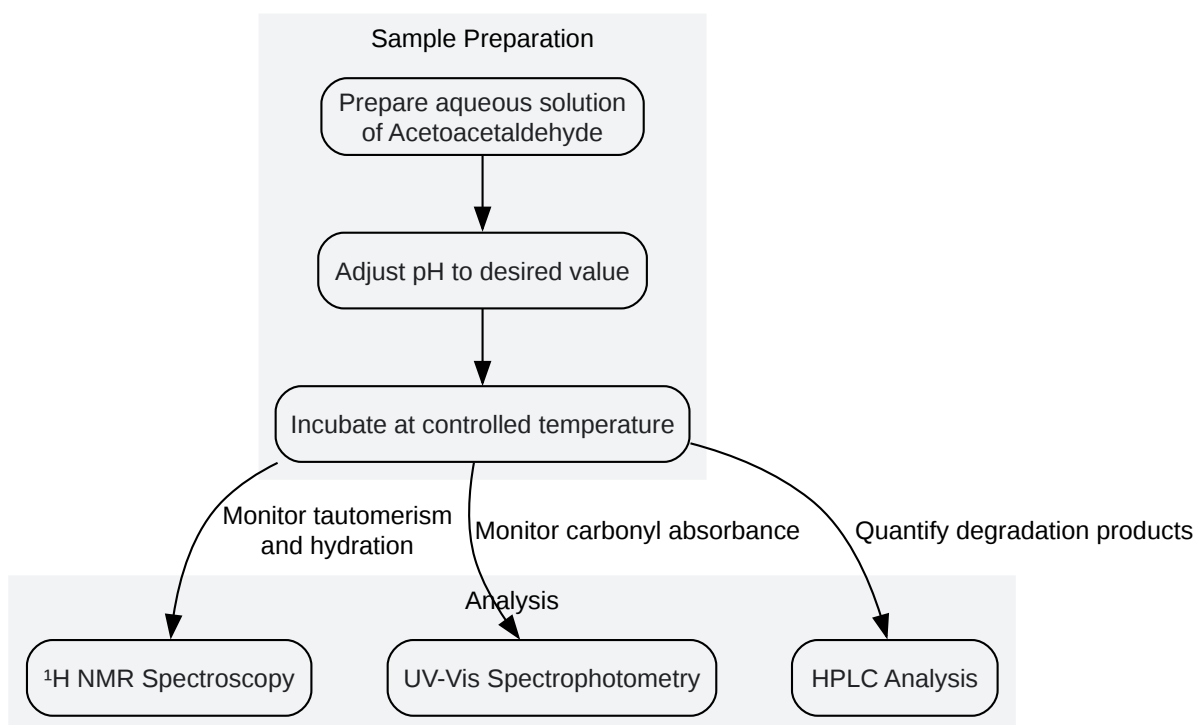 Sample Preparation
Prepare aqueous solution
of Acetoacetaldehyde
Adjust pH to desired value
Incubate at controlled temperature
Monitor tautomerism
and hydration
Monitor carbonyl absorbance
Quantify degradation products
Analysis
¹H NMR Spectroscopy
UV-Vis Spectrophotometry
HPLC Analysis